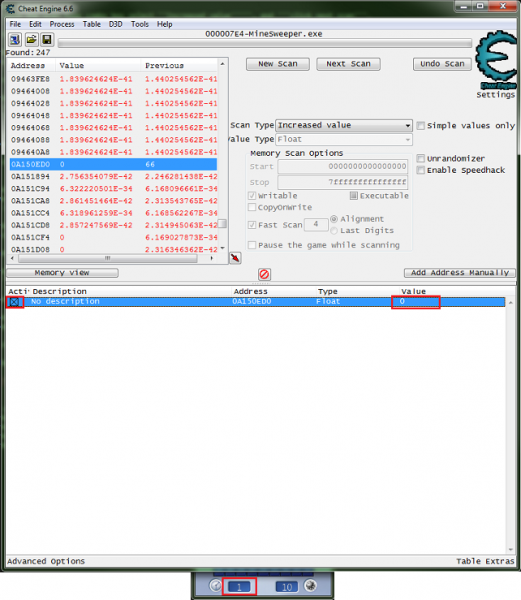 Cheat Engine 6.6
File Edit Process Table D3D Tools Help
000007E4-MineSweeper.exe
Found:247
Address Value Previous
09463FE8 1.839624624E-41 1.440254562E-41
09464008 1.839624624E-41 1.440254562E-41
09464028 1.839624624E-41 1.440254562E-41
09464048 1.839624624E-41 1.440254562E-41
09464068 1.839624624E-41 1.440254562E-41
09464088 1.839624624E-41 1.440254562E-41
094640A8 1.839624624E-41 1.440254562E-41
0A150ED0 0 66
0A151894 2.756354079E-42 2.246281438E-42
0A151C94 6.322220501E-34 6.168096661E-34
0A151CA8 2.861451464E-42 2.313543765E-42
0A151CC4 6.318961259E-34 6.168562267E-34
0A151CD8 2.857247569E-42 2.314945063E-42
0A151CF4 0 6.169027873E-34
0A151D08 0 2.316346362E-42
New Scan Next Scan Undo Scan
Cheat Engine
Settings
Scan Type Increased value
Simple values only
Value Type Float
Memory Scan Options
Start 0000000000000000
Stop 7fffffffffffffff
Writable Executable
CopyOnWrite
Fast Scan 4 Alignment
Last Digits
Pause the game while scanning
Unrandomizer
Enable Speedhack
Memory view Add Address Manually
Acti Description Address Type Value
No description 0A150ED0 Float 0
Advanced Options Table Extras
1 10